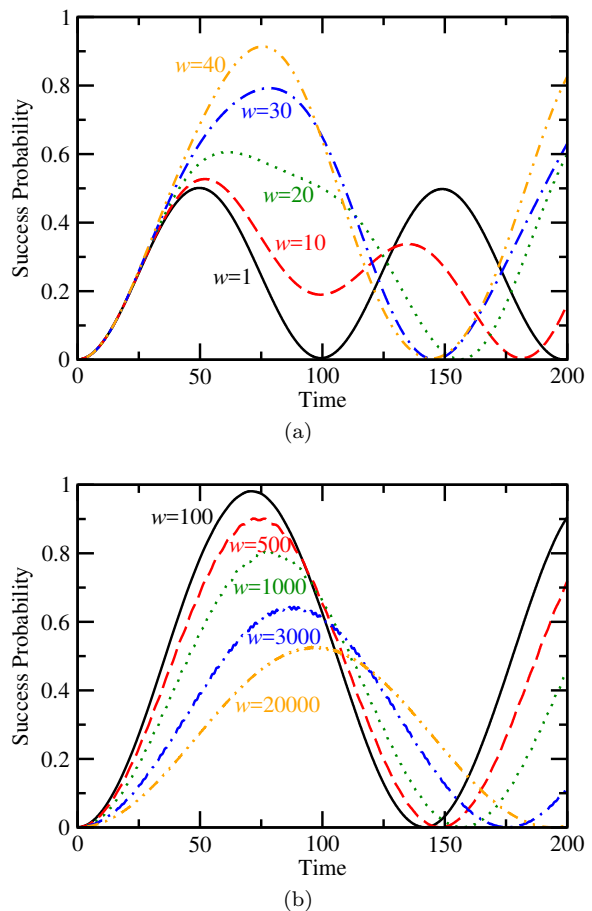 1
w=40
0.8
w=30
0.6
w=20
0.4
w=10
0.2
w=1
0
0 50 100 150 200
Success Probability
Time
(a)
1
w=100
0.8
w=500
w=1000
0.6
w=3000
0.4
w=20000
0.2
0
0 50 100 150 200
Success Probability
Time
(b)